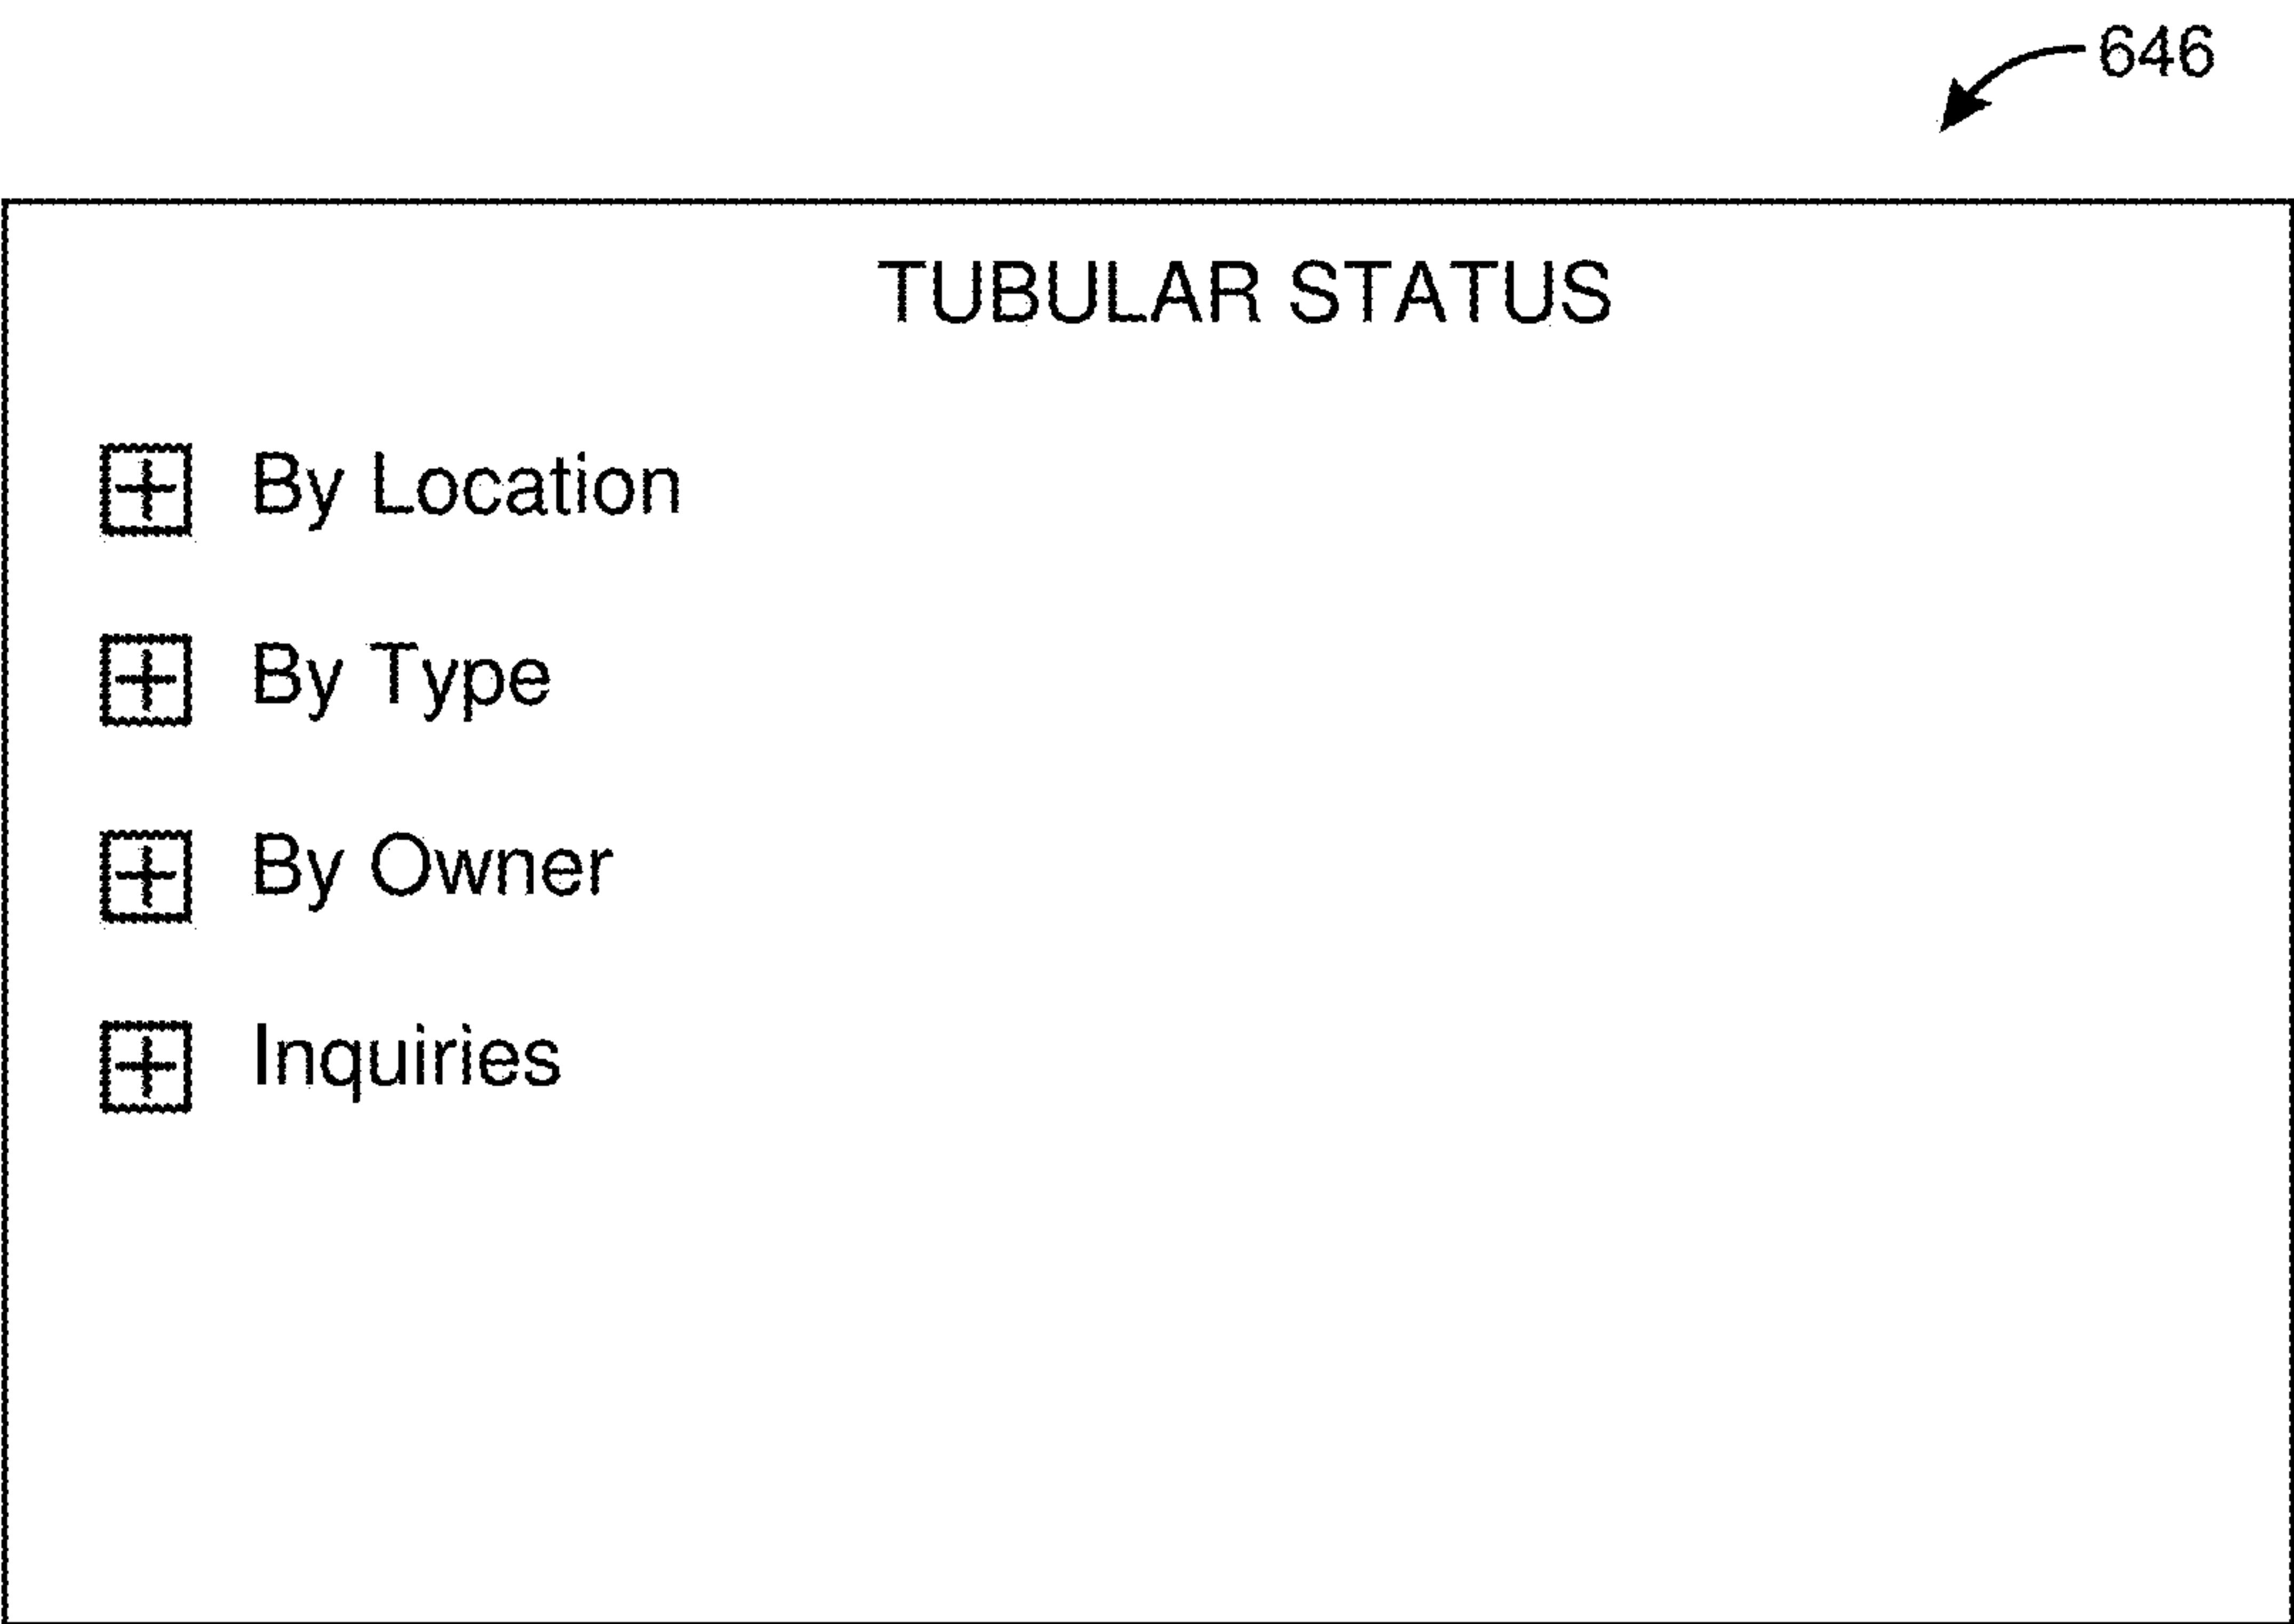 646
TUBULAR STATUS
By Location
By Type
By Owner
Inquiries